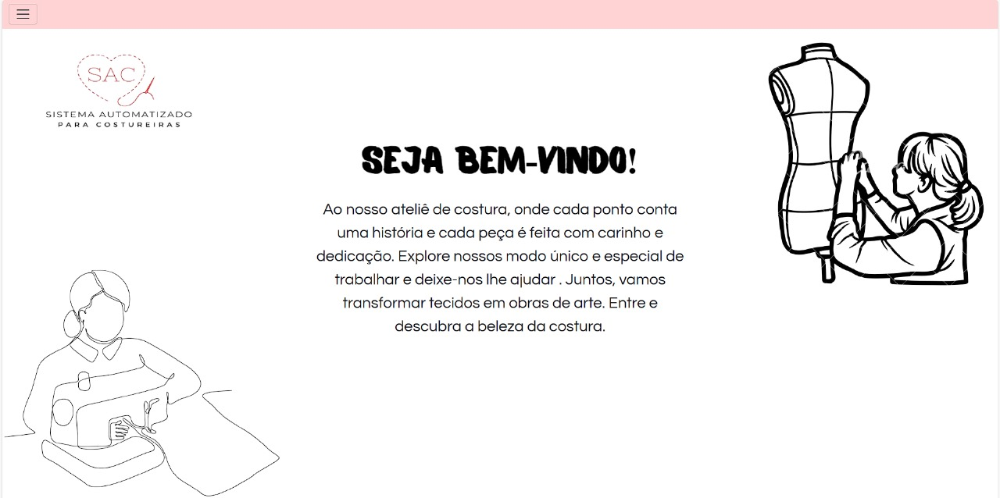 SAC
SISTEMA AUTOMATIZADO
PARA COSTUREIRAS
SEJA BEM-VINDO!
Ao nosso ateliê de costura, onde cada ponto conta
uma história e cada peça é feita com carinho e
dedicação. Explore nossos modo único e especial de
trabalhar e deixe-nos lhe ajudar . Juntos, vamos
transformar tecidos em obras de arte. Entre e
descubra a beleza da costura.